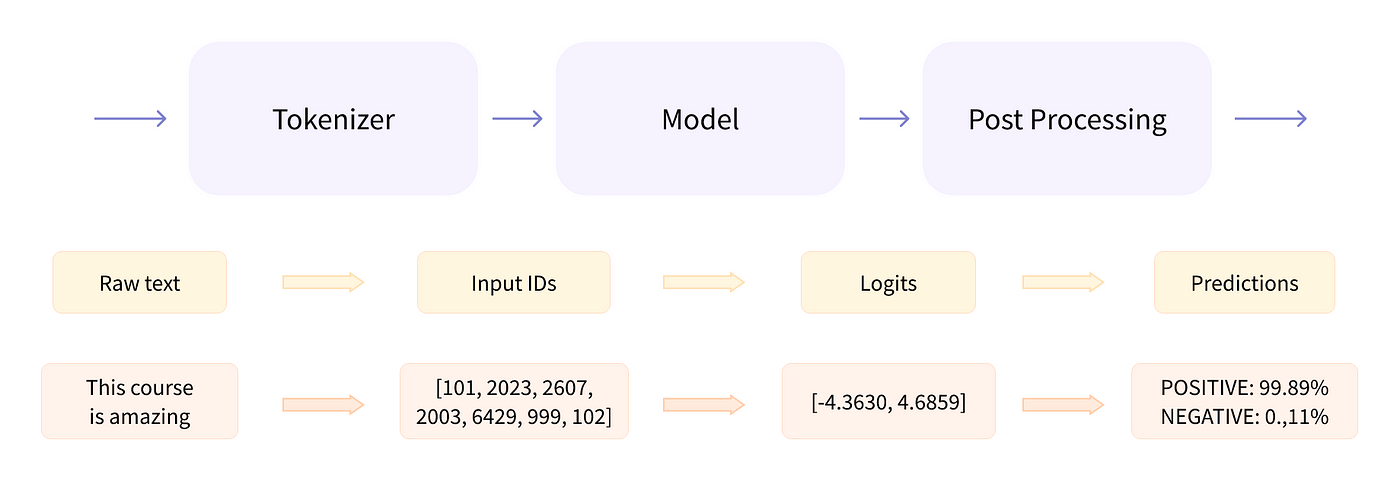 Tokenizer
Model
Post Processing
Raw text
Input IDs
Logits
Predictions
This course
is amazing
[101, 2023, 2607,
2003, 6429, 999, 102]
[-4.3630, 4.6859]
POSITIVE: 99.89%
NEGATIVE: 0.,11%